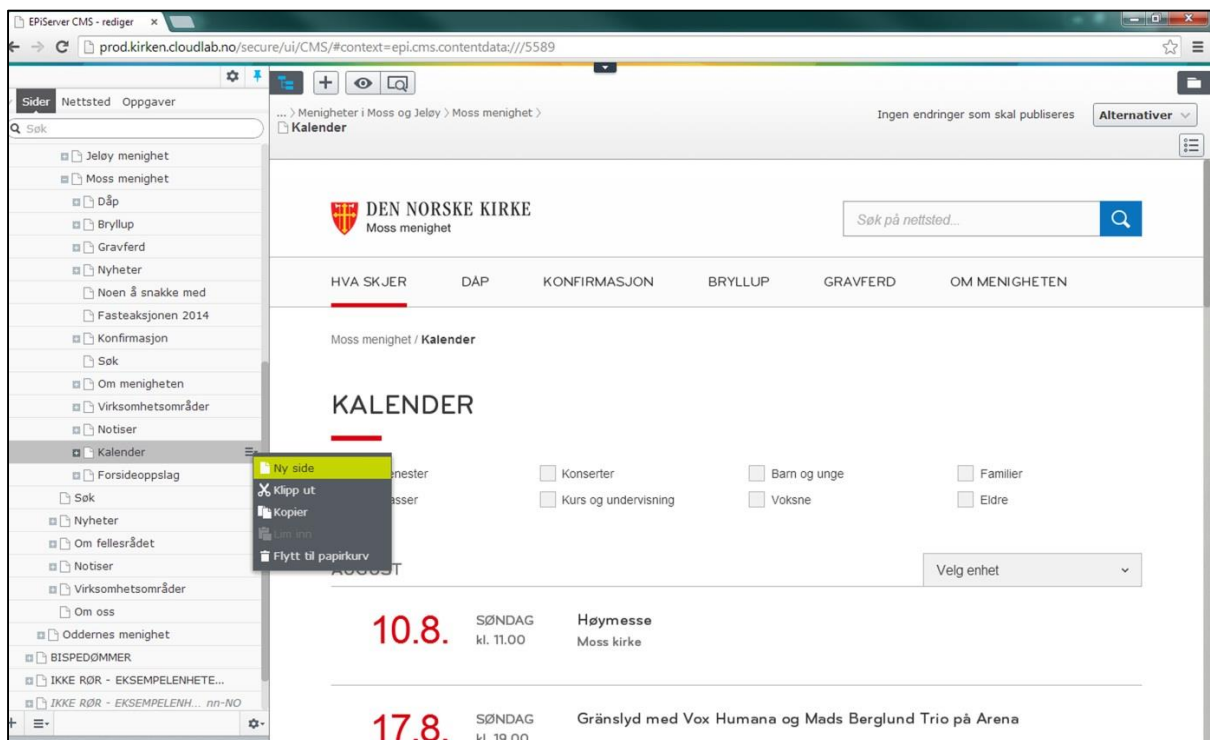 EPiServer CMS - rediger
prod.kirken.cloudlab.no/secure/ui/CMS/#context=epi.cms.contentdata:///5589
Sider Nettsted Oppgaver
Søk
Jeløy menighet
Moss menighet
Dåp
Bryllup
Gravferd
Nyheter
Noen å snakke med
Fasteaksjonen 2014
Konfirmasjon
Søk
Om menigheten
Virksomhetsområder
Notiser
Kalender
Forsideoppslag
Søk
Nyheter
Om fellesrådet
Notiser
Virksomhetsområder
Om oss
Oddernes menighet
BISPEDØMMER
IKKE RØR - EKSEMPELENHETE...
IKKE RØR - EKSEMPELENH... nn-NO
Ny side
Klipp ut
Kopier
Lim inn
Flytt til papirkurv
... > Menigheter i Moss og Jeløy > Moss menighet >
Kalender
Ingen endringer som skal publiseres
Alternativer
DEN NORSKE KIRKE
Moss menighet
Søk på nettsted...
HVA SKJER DÅP KONFIRMASJON BRYLLUP GRAVFERD OM MENIGHETEN
Moss menighet / Kalender
KALENDER
enester Konserter Barn og unge Familier
asser Kurs og undervisning Voksne Eldre
AUGUST
Velg enhet
10.8. SØNDAG Høymesse
kl. 11.00 Moss kirke
17.8. SØNDAG Gränslyd med Vox Humana og Mads Berglund Trio på Arena
kl. 19.00